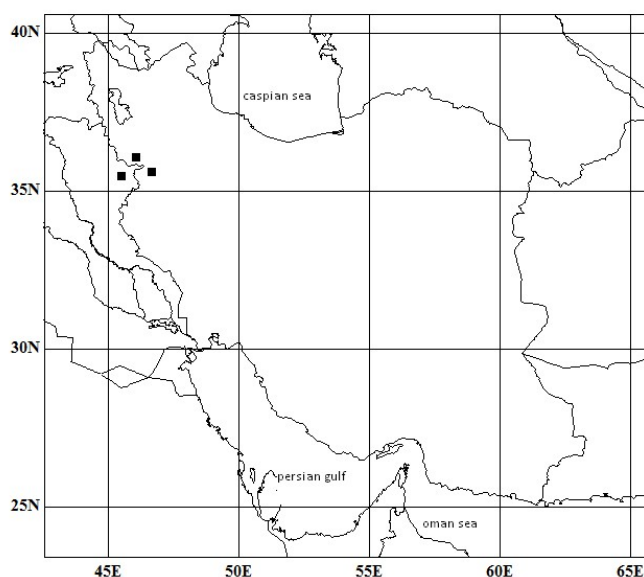 40N
caspian sea
35N
30N
persian gulf
25N
oman sea
45E 50E 55E 60E 65E